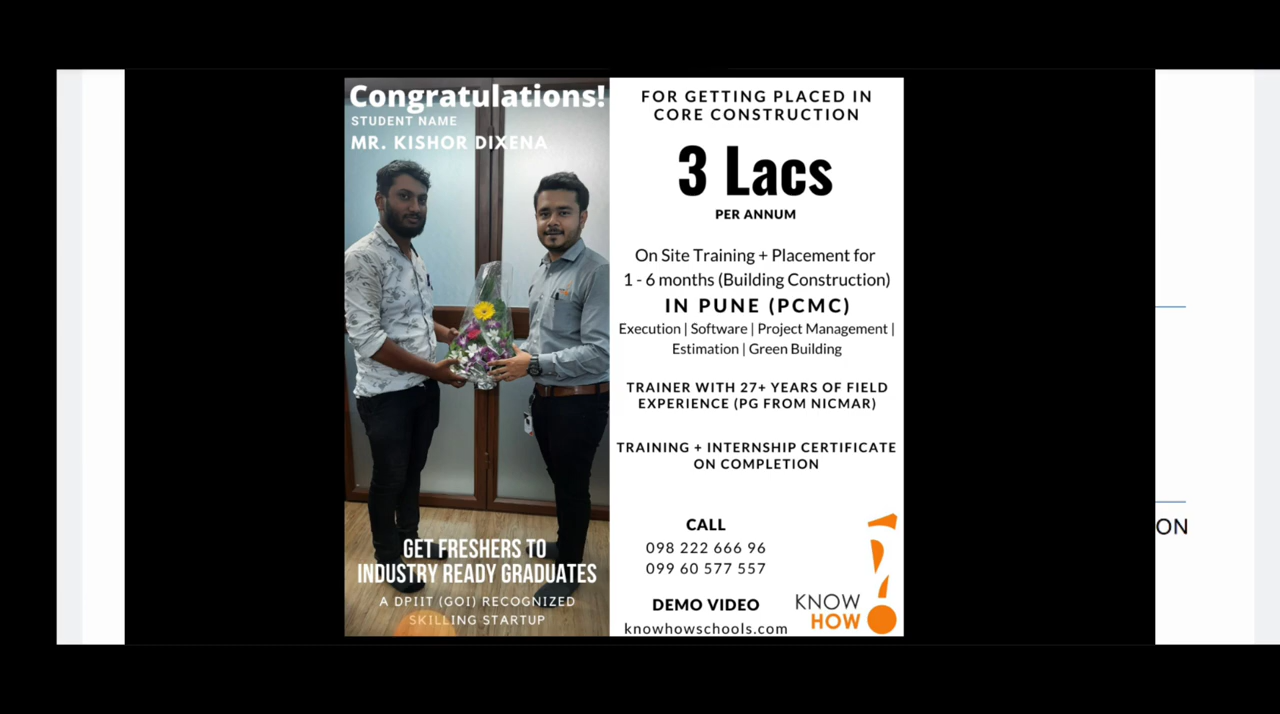 Congratulations!
STUDENT NAME
MR. KISHOR DIXENA
GET FRESHERS TO
INDUSTRY READY GRADUATES
A DPIIT (GOI) RECOGNIZED
SKILLING STARTUP
FOR GETTING PLACED IN
CORE CONSTRUCTION
3 Lacs
PER ANNUM
On Site Training + Placement for
1 - 6 months (Building Construction)
IN PUNE (PCMC)
Execution | Software | Project Management |
Estimation | Green Building
TRAINER WITH 27+ YEARS OF FIELD
EXPERIENCE (PG FROM NICMAR)
TRAINING + INTERNSHIP CERTIFICATE
ON COMPLETION
CALL
098 222 666 96
099 60 577 557
DEMO VIDEO
knowhowschools.com
KNOW
HOW
ON